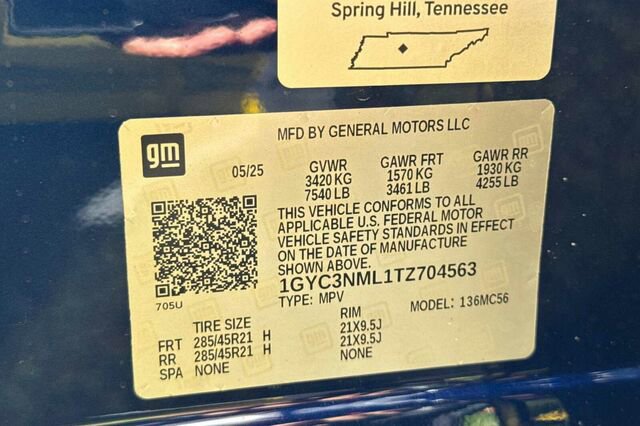 Spring Hill, Tennessee
MFD BY GENERAL MOTORS LLC
gm
05/25 GVWR GAWR FRT GAWR RR
3420 KG 1570 KG 1930 KG
7540 LB 3461 LB 4255 LB
THIS VEHICLE CONFORMS TO ALL
APPLICABLE U.S. FEDERAL MOTOR
VEHICLE SAFETY STANDARDS IN EFFECT
ON THE DATE OF MANUFACTURE
SHOWN ABOVE.
1GYC3NML1TZ704563
705U TYPE: MPV MODEL: 136MC56
TIRE SIZE RIM
FRT 285/45R21 H 21X9.5J
RR 285/45R21 H 21X9.5J
SPA NONE NONE